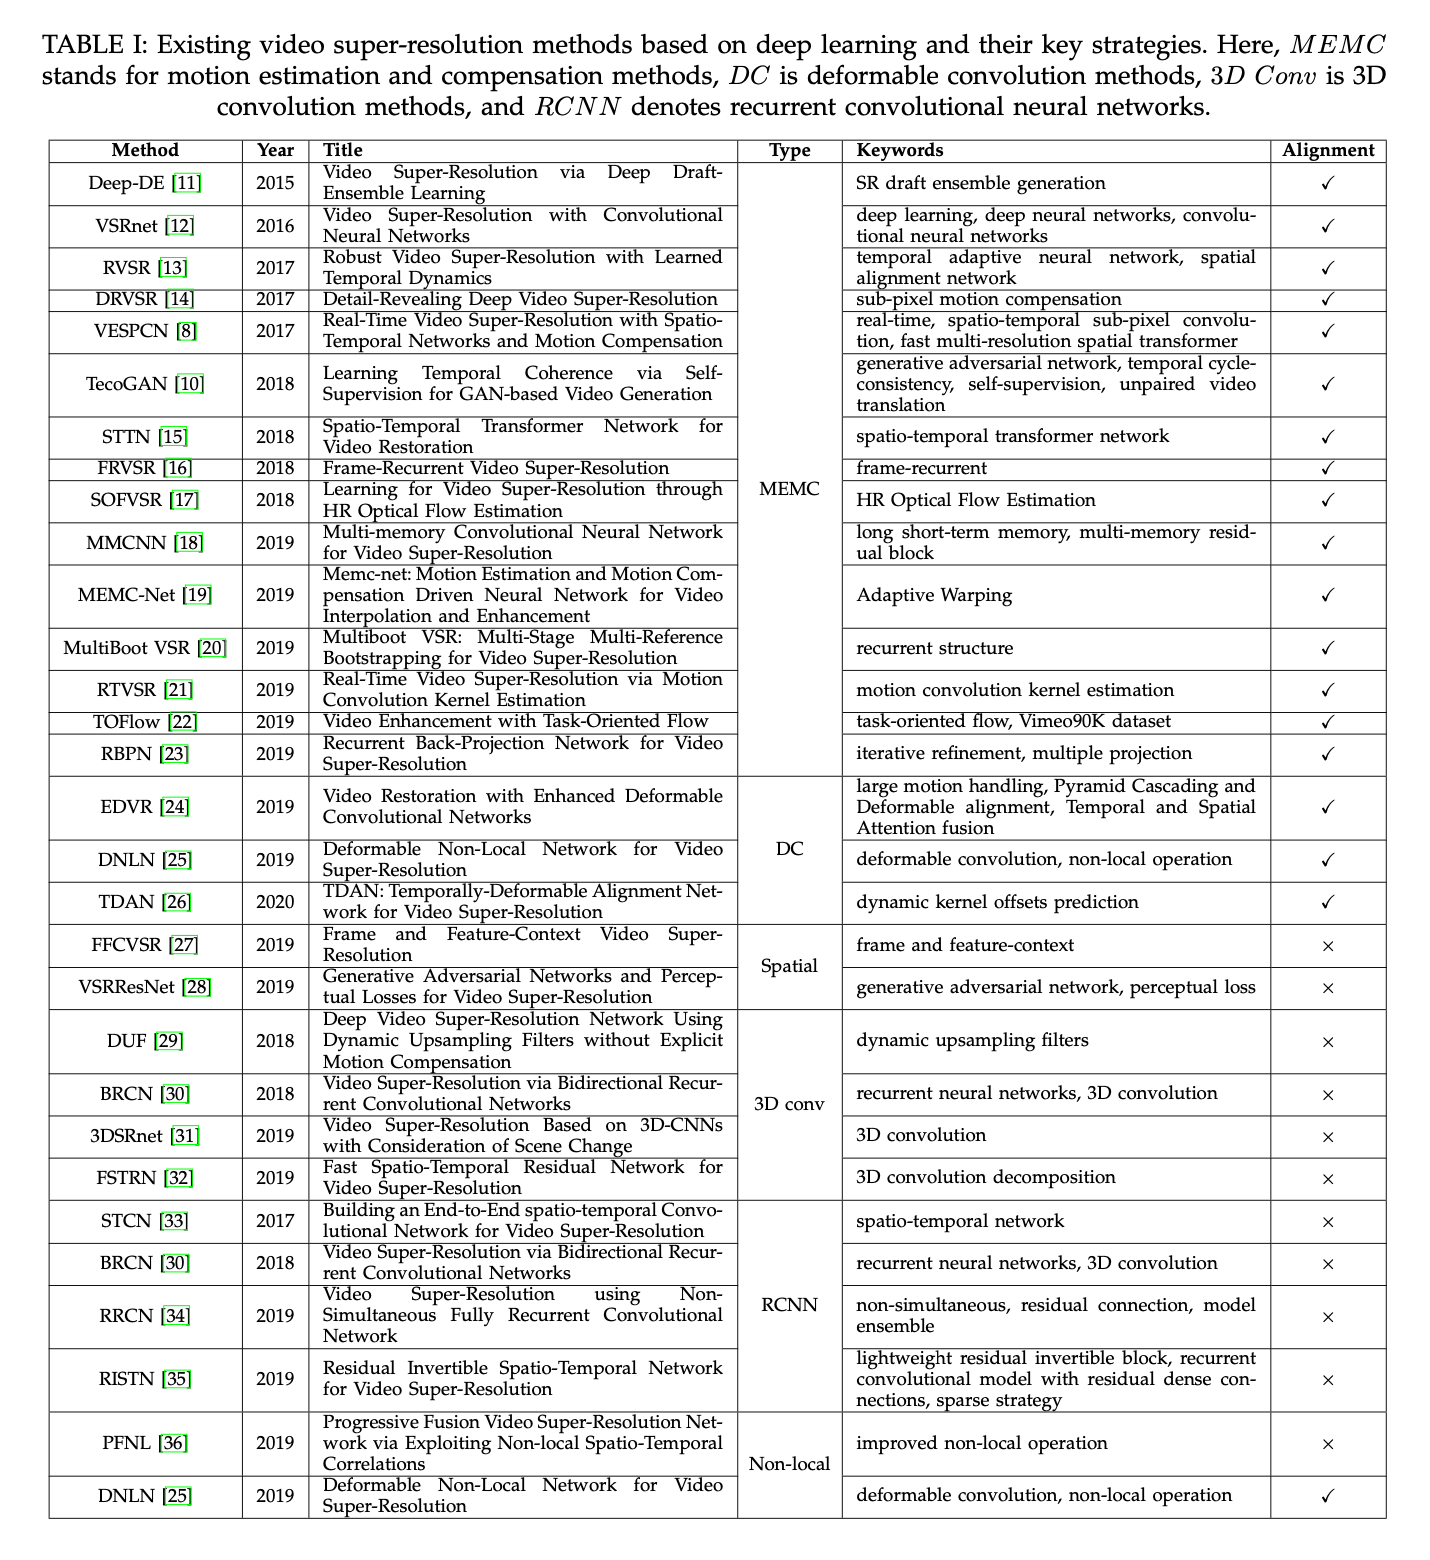 TABLE I: Existing video super-resolution methods based on deep learning and their key strategies. Here, MEMC
stands for motion estimation and compensation methods, DC is deformable convolution methods, 3D Conv is 3D
convolution methods, and RCNN denotes recurrent convolutional neural networks.
Method Year Title Type Keywords Alignment
Deep-DE [11] 2015 Video Super-Resolution via Deep Draft-
Ensemble Learning SR draft ensemble generation ✓
VSRnet [12] 2016 Video Super-Resolution with Convolutional
Neural Networks deep learning, deep neural networks, convolu-
tional neural networks ✓
RVSR [13] 2017 Robust Video Super-Resolution with Learned
Temporal Dynamics temporal adaptive neural network, spatial
alignment network ✓
DRVSR [14] 2017 Detail-Revealing Deep Video Super-Resolution sub-pixel motion compensation ✓
VESPCN [8] 2017 Real-Time Video Super-Resolution with Spatio-
Temporal Networks and Motion Compensation real-time, spatio-temporal sub-pixel convolu-
tion, fast multi-resolution spatial transformer ✓
TecoGAN [10] 2018 Learning Temporal Coherence via Self-
Supervision for GAN-based Video Generation generative adversarial network, temporal cycle-
consistency, self-supervision, unpaired video
translation ✓
STTN [15] 2018 Spatio-Temporal Transformer Network for
Video Restoration spatio-temporal transformer network ✓
FRVSR [16] 2018 Frame-Recurrent Video Super-Resolution frame-recurrent ✓
MEMC
SOFVSR [17] 2018 Learning for Video Super-Resolution through
HR Optical Flow Estimation HR Optical Flow Estimation ✓
MMCNN [18] 2019 Multi-memory Convolutional Neural Network
for Video Super-Resolution long short-term memory, multi-memory resid-
ual block ✓
MEMC-Net [19] 2019 Memc-net: Motion Estimation and Motion Com-
pensation Driven Neural Network for Video
Interpolation and Enhancement Adaptive Warping ✓
MultiBoot VSR [20] 2019 Multiboot VSR: Multi-Stage Multi-Reference
Bootstrapping for Video Super-Resolution recurrent structure ✓
RTVSR [21] 2019 Real-Time Video Super-Resolution via Motion
Convolution Kernel Estimation motion convolution kernel estimation ✓
TOFlow [22] 2019 Video Enhancement with Task-Oriented Flow task-oriented flow, Vimeo90K dataset ✓
RBPN [23] 2019 Recurrent Back-Projection Network for Video
Super-Resolution iterative refinement, multiple projection ✓
EDVR [24] 2019 Video Restoration with Enhanced Deformable
Convolutional Networks large motion handling, Pyramid Cascading and
Deformable alignment, Temporal and Spatial
Attention fusion ✓
DC
DNLN [25] 2019 Deformable Non-Local Network for Video
Super-Resolution deformable convolution, non-local operation ✓
TDAN [26] 2020 TDAN: Temporally-Deformable Alignment Net-
work for Video Super-Resolution dynamic kernel offsets prediction ✓
FFCVSR [27] 2019 Frame and Feature-Context Video Super-
Resolution frame and feature-context ×
Spatial
VSRResNet [28] 2019 Generative Adversarial Networks and Percep-
tual Losses for Video Super-Resolution generative adversarial network, perceptual loss ×
DUF [29] 2018 Deep Video Super-Resolution Network Using
Dynamic Upsampling Filters without Explicit
Motion Compensation dynamic upsampling filters ×
BRCN [30] 2018 Video Super-Resolution via Bidirectional Recur-
rent Convolutional Networks recurrent neural networks, 3D convolution ×
3D conv
3DSRnet [31] 2019 Video Super-Resolution Based on 3D-CNNs
with Consideration of Scene Change 3D convolution ×
FSTRN [32] 2019 Fast Spatio-Temporal Residual Network for
Video Super-Resolution 3D convolution decomposition ×
STCN [33] 2017 Building an End-to-End spatio-temporal Convo-
lutional Network for Video Super-Resolution spatio-temporal network ×
BRCN [30] 2018 Video Super-Resolution via Bidirectional Recur-
rent Convolutional Networks recurrent neural networks, 3D convolution ×
RCNN
RRCN [34] 2019 Video Super-Resolution using Non-
Simultaneous Fully Recurrent Convolutional
Network non-simultaneous, residual connection, model
ensemble ×
RISTN [35] 2019 Residual Invertible Spatio-Temporal Network
for Video Super-Resolution lightweight residual invertible block, recurrent
convolutional model with residual dense con-
nections, sparse strategy ×
PFNL [36] 2019 Progressive Fusion Video Super-Resolution Net-
work via Exploiting Non-local Spatio-Temporal
Correlations improved non-local operation ×
Non-local
DNLN [25] 2019 Deformable Non-Local Network for Video
Super-Resolution deformable convolution, non-local operation ✓